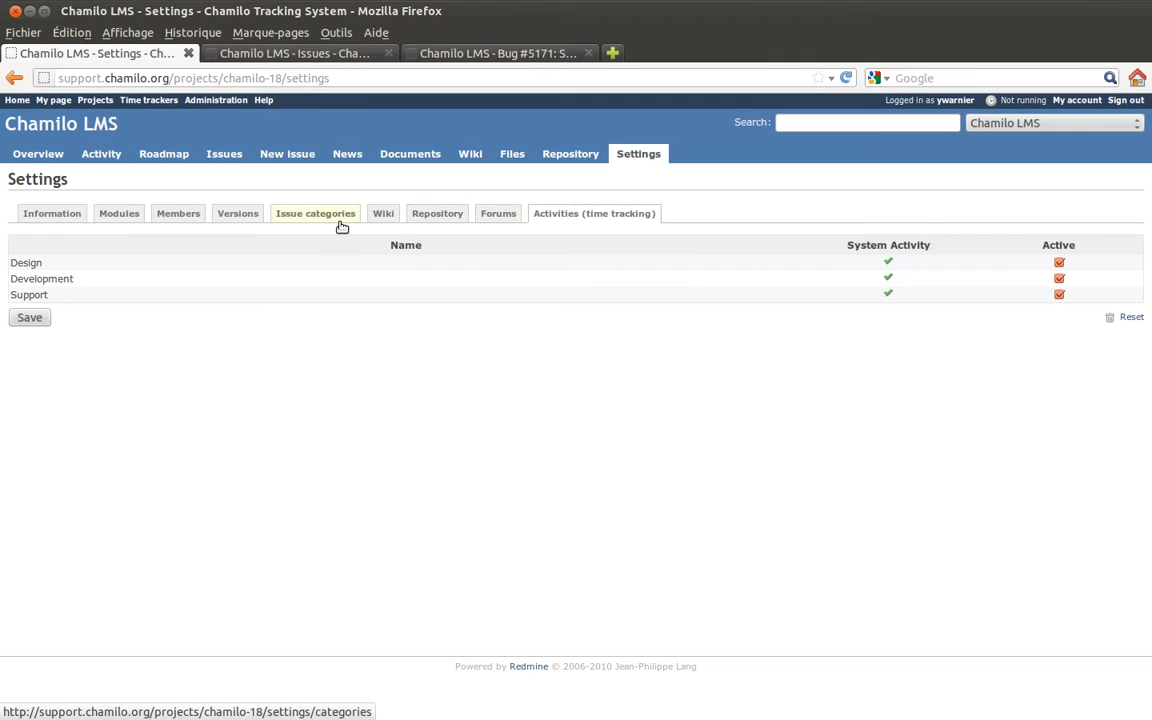 Chamilo LMS - Settings - Chamilo Tracking System - Mozilla Firefox
Fichier Édition Affichage Historique Marque-pages Outils Aide
Chamilo LMS - Settings - Ch... Chamilo LMS - Issues - Cha... Chamilo LMS - Bug #5171: S...
support.chamilo.org/projects/chamilo-18/settings Google
Home My page Projects Time trackers Administration Help Logged in as ywarnier Not running My account Sign out
Chamilo LMS Search: Chamilo LMS
Overview Activity Roadmap Issues New issue News Documents Wiki Files Repository Settings
Settings
Information Modules Members Versions Issue categories Wiki Repository Forums Activities (time tracking)
Name System Activity Active
Design
Development
Support
Save Reset
Powered by Redmine © 2006-2010 Jean-Philippe Lang
http://support.chamilo.org/projects/chamilo-18/settings/categories